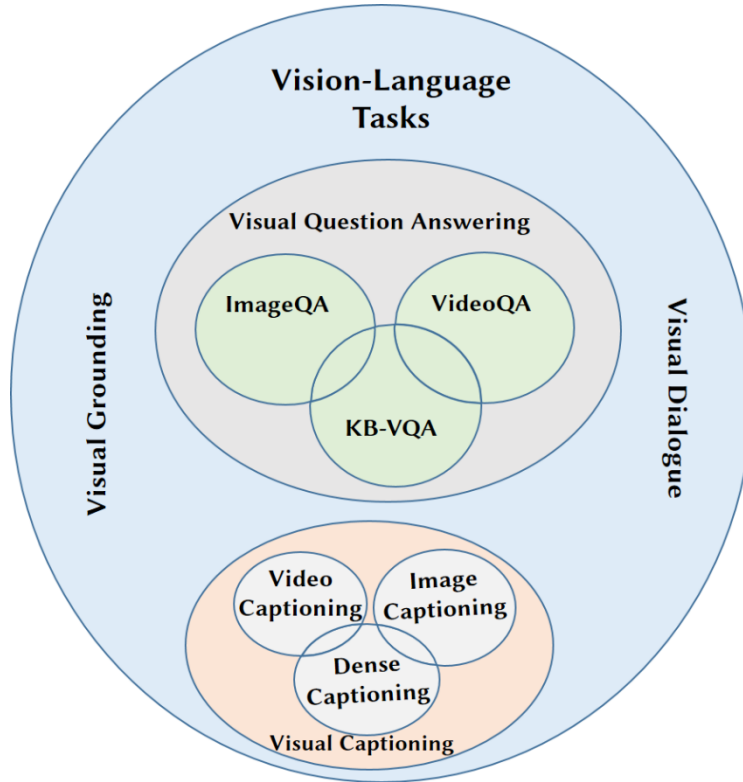 Vision-Language
Tasks
Visual Question Answering
ImageQA
VideoQA
KB-VQA
Visual Grounding
Visual Dialogue
Video
Captioning
Image
Captioning
Dense
Captioning
Visual Captioning